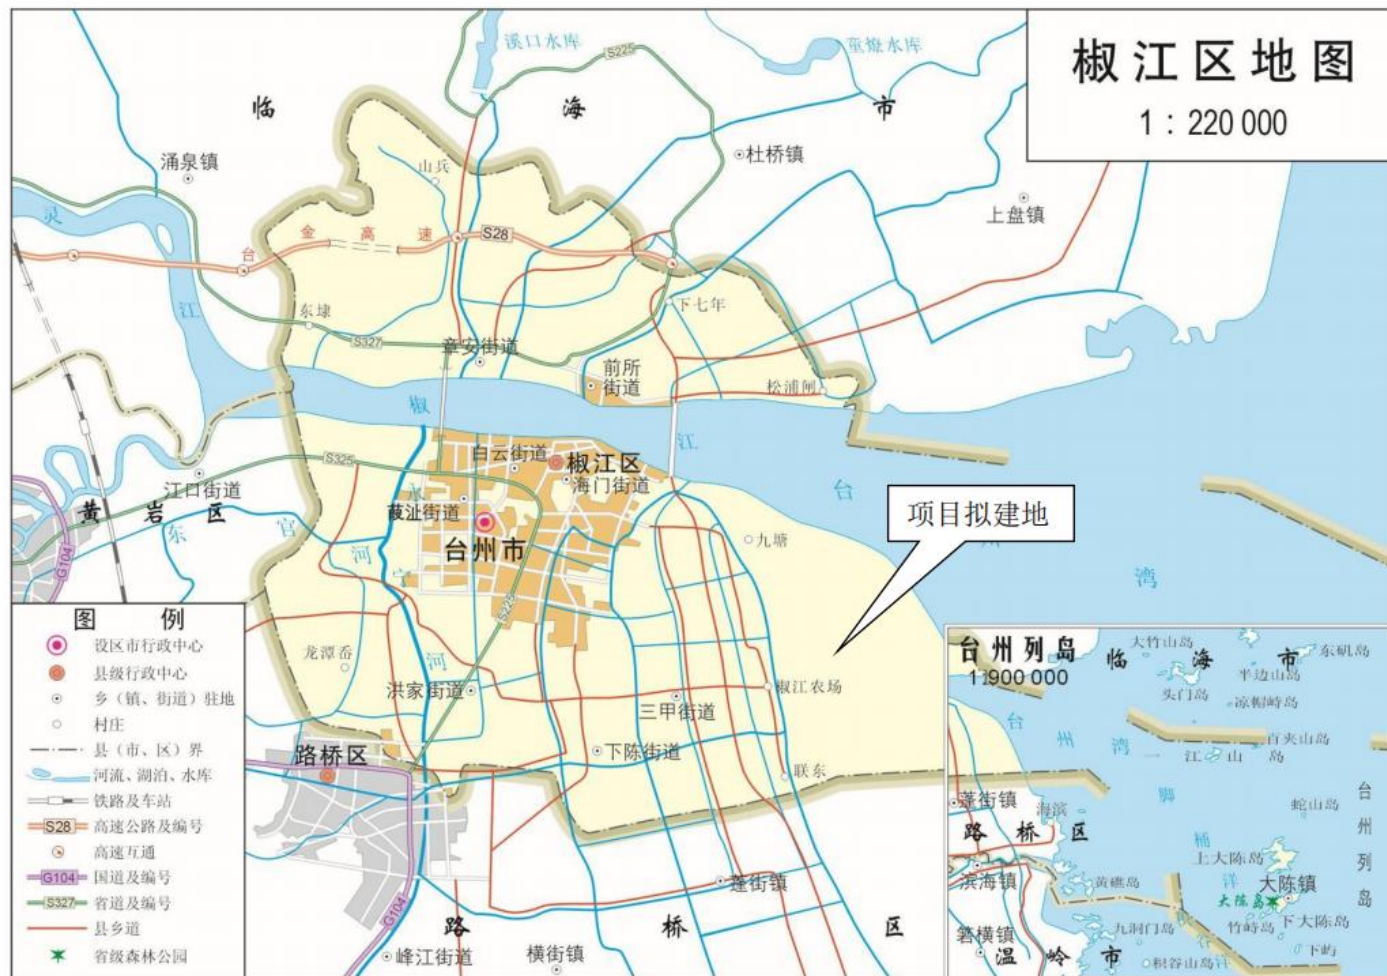 椒江区地图
1：220 000
溪口水库
S225
童燎水库
临
海
市
杜桥镇
涌泉镇
山兵
上盘镇
灵
江
台
金
高
速
S28
下七年
东埭
S327
章安街道
前所
街道
松浦闸
椒
江
S325
白云街道
椒江区
海门街道
江口街道
黄
岩
区
永
葭沚街道
台
州
湾
项目拟建地
东
官
河
宁
河
台州市
九塘
G104
S225
图
例
设区市行政中心
县级行政中心
乡（镇、街道）驻地
村庄
县（市、区）界
河流、湖泊、水库
铁路及车站
S28
高速公路及编号
高速互通
G104
国道及编号
S327
省道及编号
县乡道
省级森林公园
龙潭岙
洪家街道
三甲街道
椒江农场
下陈街道
路桥区
联东
蓬街镇
G104
路
桥
区
峰江街道
横街镇
台州列岛
1:900 000
临
海
市
大竹山岛
东矶岛
半边山岛
头门岛
凉帽峙岛
台
州
湾
百夹山岛
一
江
山
岛
台
州
列
岛
蓬街镇
海滨
路
桥
区
蛇山岛
脚
桶
洋
上大陈岛
大陈镇
大陈岛
下大陈岛
竹峙岛
滨海镇
黄礁岛
九洞门岛
下屿
箬横镇
温
岭
市
积谷山岛